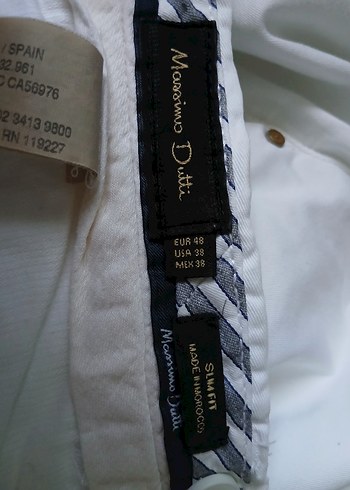 / SPAIN
32.961
C CA56976
62 3413 9800
RN 119227
Massimo Dutti
EUR 48
USA 38
MEX 38
SLIM FIT
MADE IN MOROCCO
Massimo Dutti